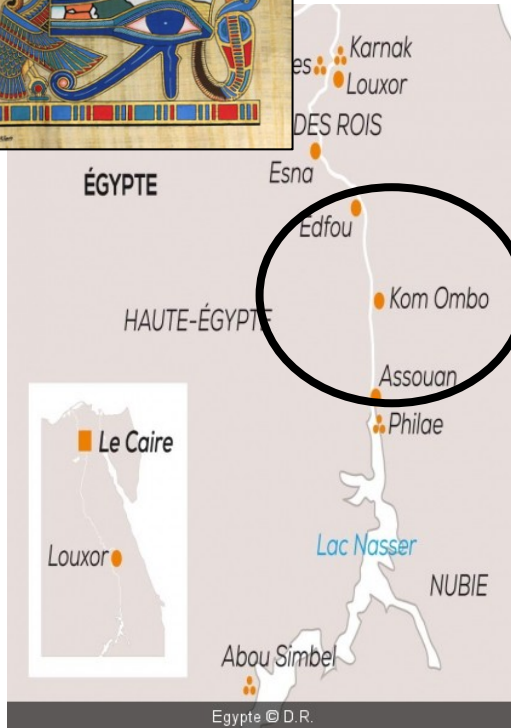 Karnak
es
Louxor
DES ROIS
Esna
ÉGYPTE
Edfou
Kom Ombo
HAUTE-ÉGYPTE
Assouan
Philae
Le Caire
Louxor
Lac Nasser
NUBIE
Abou Simbel
Egypte © D.R.